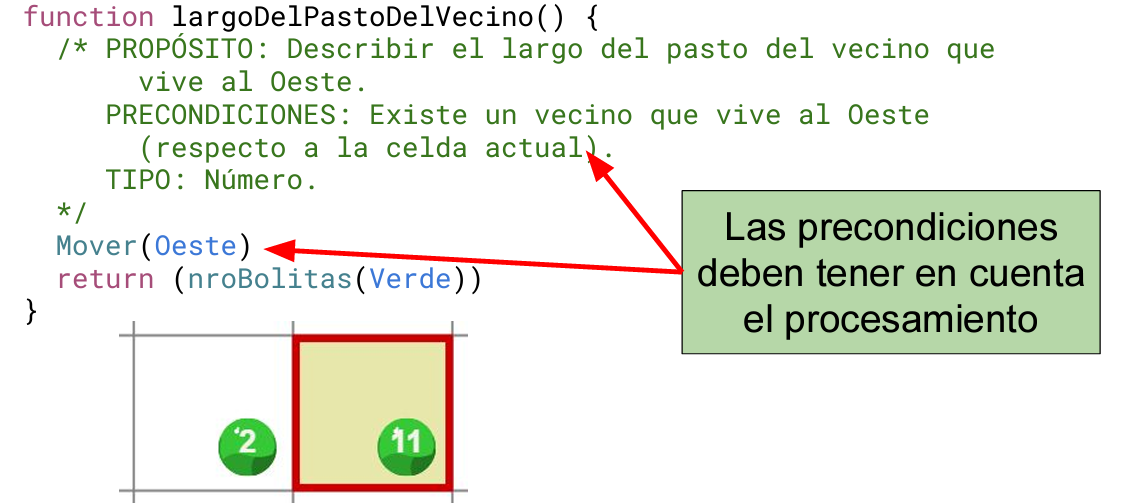 function largoDelPastoDelVecino() {
/* PROPÓSITO: Describir el largo del pasto del vecino que
vive al Oeste.
PRECONDICIONES: Existe un vecino que vive al Oeste
(respecto a la celda actual).
TIPO: Número.
*/
Mover(Oeste)
return (nroBolitas(Verde))
}
Las precondiciones
deben tener en cuenta
el procesamiento
2
11